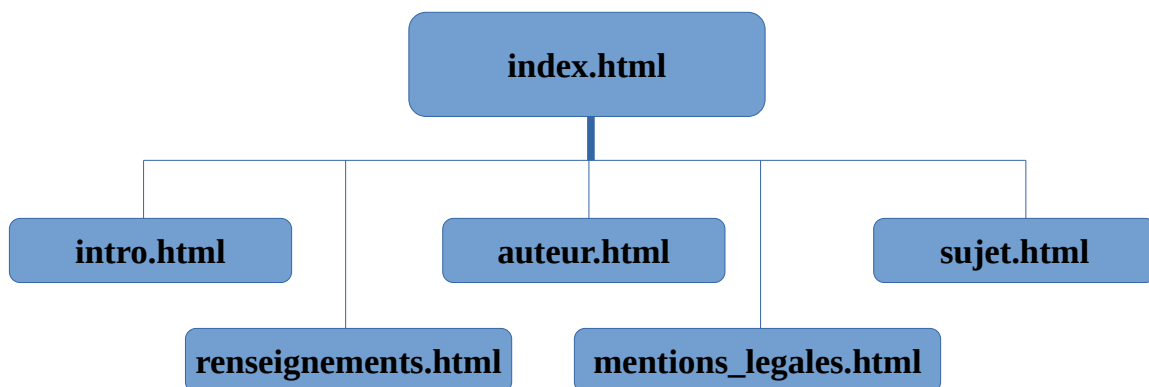 index.html
intro.html
auteur.html
sujet.html
renseignements.html
mentions_legales.html